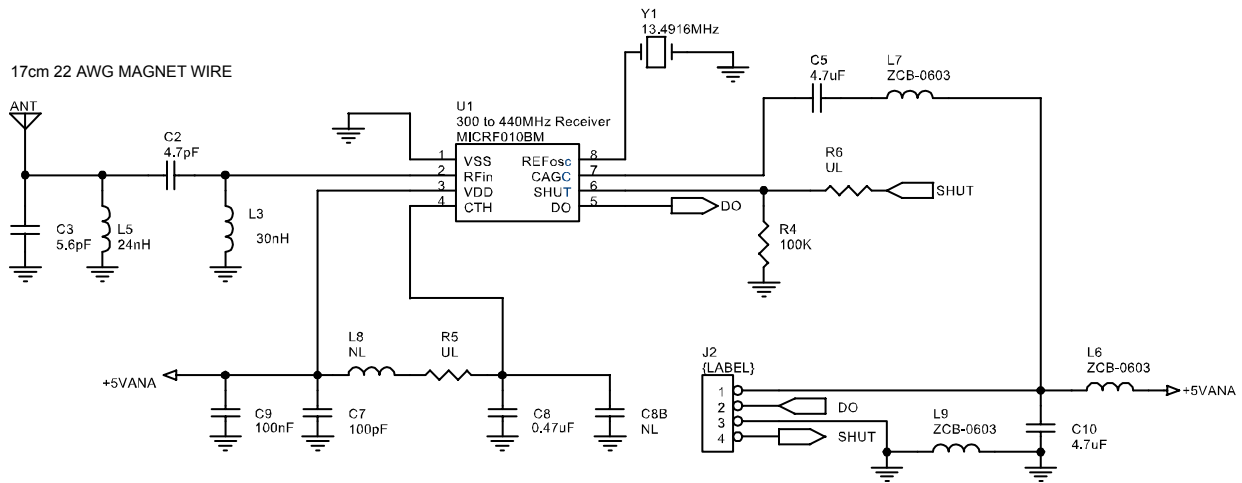 Y1
13.4916MHz
17cm 22 AWG MAGNET WIRE
ANT
C2
4.7pF
U1
300 to 440MHz Receiver
MICRF010BM
C5
4.7uF
L7
ZCB-0603
1 VSS REFosc 8
2 RFin CAGC 7
3 VDD SHUT 6
4 CTH DO 5
DO
R6
UL
SHUT
C3
5.6pF
L5
24nH
L3
30nH
R4
100K
L8
NL
R5
UL
+5VANA
C9
100nF
C7
100pF
C8
0.47uF
C8B
NL
J2
{LABEL}
1
2
3
4
DO
SHUT
L9
ZCB-0603
L6
ZCB-0603
+5VANA
C10
4.7uF